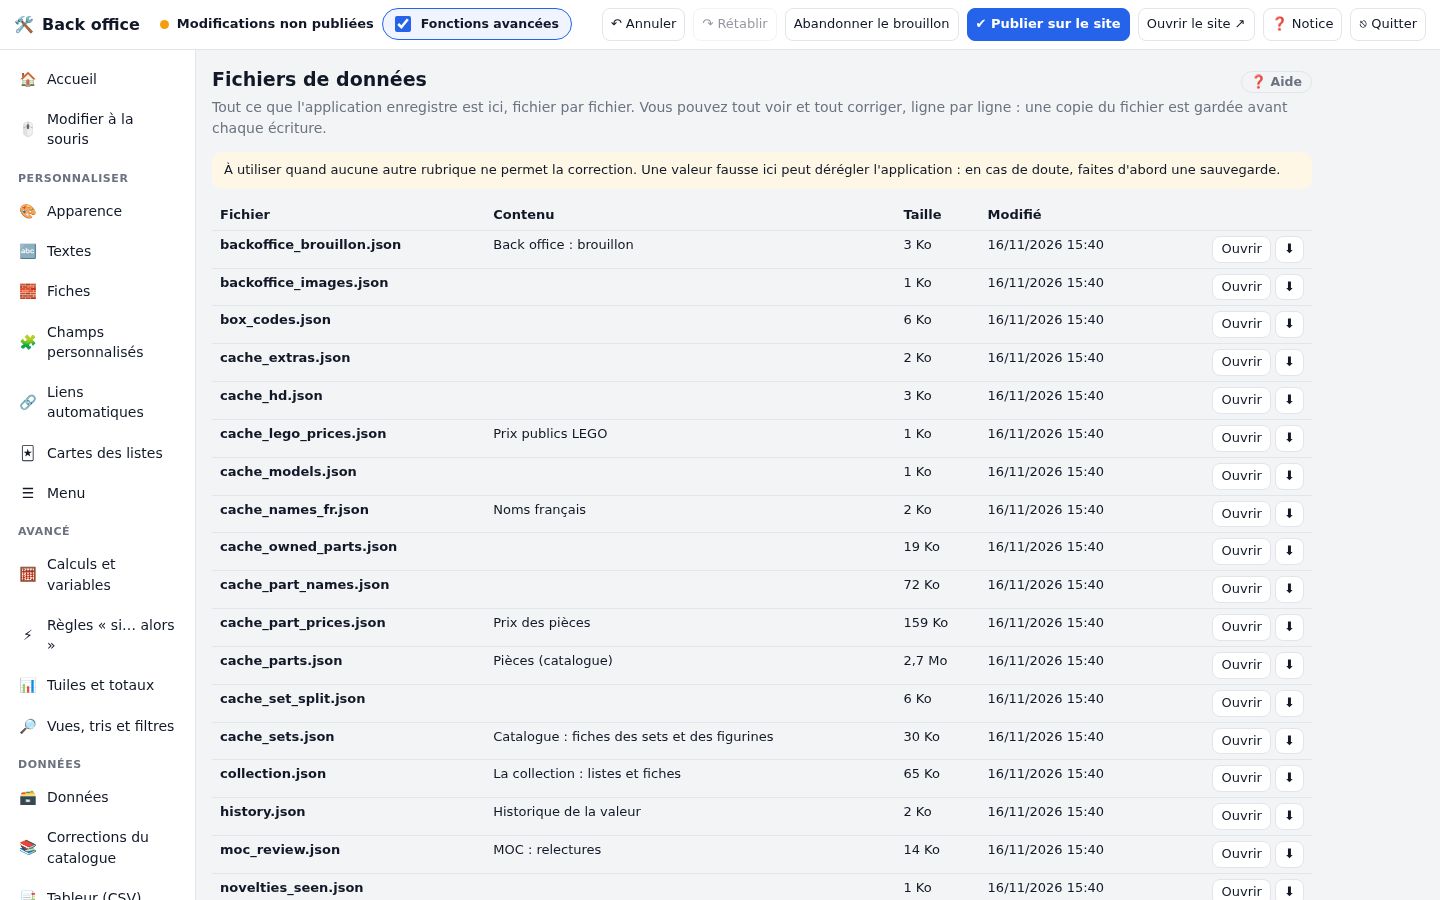 Back office
Modifications non publiées
Fonctions avancées
↶ Annuler
↷ Rétablir
Abandonner le brouillon
✔ Publier sur le site
Ouvrir le site ↗
❓ Notice
⎋ Quitter
Accueil
Modifier à la
souris
PERSONNALISER
Apparence
Textes
Fiches
Champs
personnalisés
Liens
automatiques
Cartes des listes
Menu
AVANCÉ
Calculs et
variables
Règles « si… alors
»
Tuiles et totaux
Vues, tris et filtres
DONNÉES
Données
Corrections du
catalogue
Tableur (CSV)
Fichiers de données
❓ Aide
Tout ce que l'application enregistre est ici, fichier par fichier. Vous pouvez tout voir et tout corriger, ligne par ligne : une copie du fichier est gardée avant
chaque écriture.
À utiliser quand aucune autre rubrique ne permet la correction. Une valeur fausse ici peut dérégler l'application : en cas de doute, faites d'abord une sauvegarde.
Fichier Contenu Taille Modifié
backoffice_brouillon.json Back office : brouillon 3 Ko 16/11/2026 15:40 Ouvrir ⬇
backoffice_images.json 1 Ko 16/11/2026 15:40 Ouvrir ⬇
box_codes.json 6 Ko 16/11/2026 15:40 Ouvrir ⬇
cache_extras.json 2 Ko 16/11/2026 15:40 Ouvrir ⬇
cache_hd.json 3 Ko 16/11/2026 15:40 Ouvrir ⬇
cache_lego_prices.json Prix publics LEGO 1 Ko 16/11/2026 15:40 Ouvrir ⬇
cache_models.json 1 Ko 16/11/2026 15:40 Ouvrir ⬇
cache_names_fr.json Noms français 2 Ko 16/11/2026 15:40 Ouvrir ⬇
cache_owned_parts.json 19 Ko 16/11/2026 15:40 Ouvrir ⬇
cache_part_names.json 72 Ko 16/11/2026 15:40 Ouvrir ⬇
cache_part_prices.json Prix des pièces 159 Ko 16/11/2026 15:40 Ouvrir ⬇
cache_parts.json Pièces (catalogue) 2,7 Mo 16/11/2026 15:40 Ouvrir ⬇
cache_set_split.json 6 Ko 16/11/2026 15:40 Ouvrir ⬇
cache_sets.json Catalogue : fiches des sets et des figurines 30 Ko 16/11/2026 15:40 Ouvrir ⬇
collection.json La collection : listes et fiches 65 Ko 16/11/2026 15:40 Ouvrir ⬇
history.json Historique de la valeur 2 Ko 16/11/2026 15:40 Ouvrir ⬇
moc_review.json MOC : relectures 14 Ko 16/11/2026 15:40 Ouvrir ⬇
novelties_seen.json 1 Ko 16/11/2026 15:40 Ouvrir ⬇